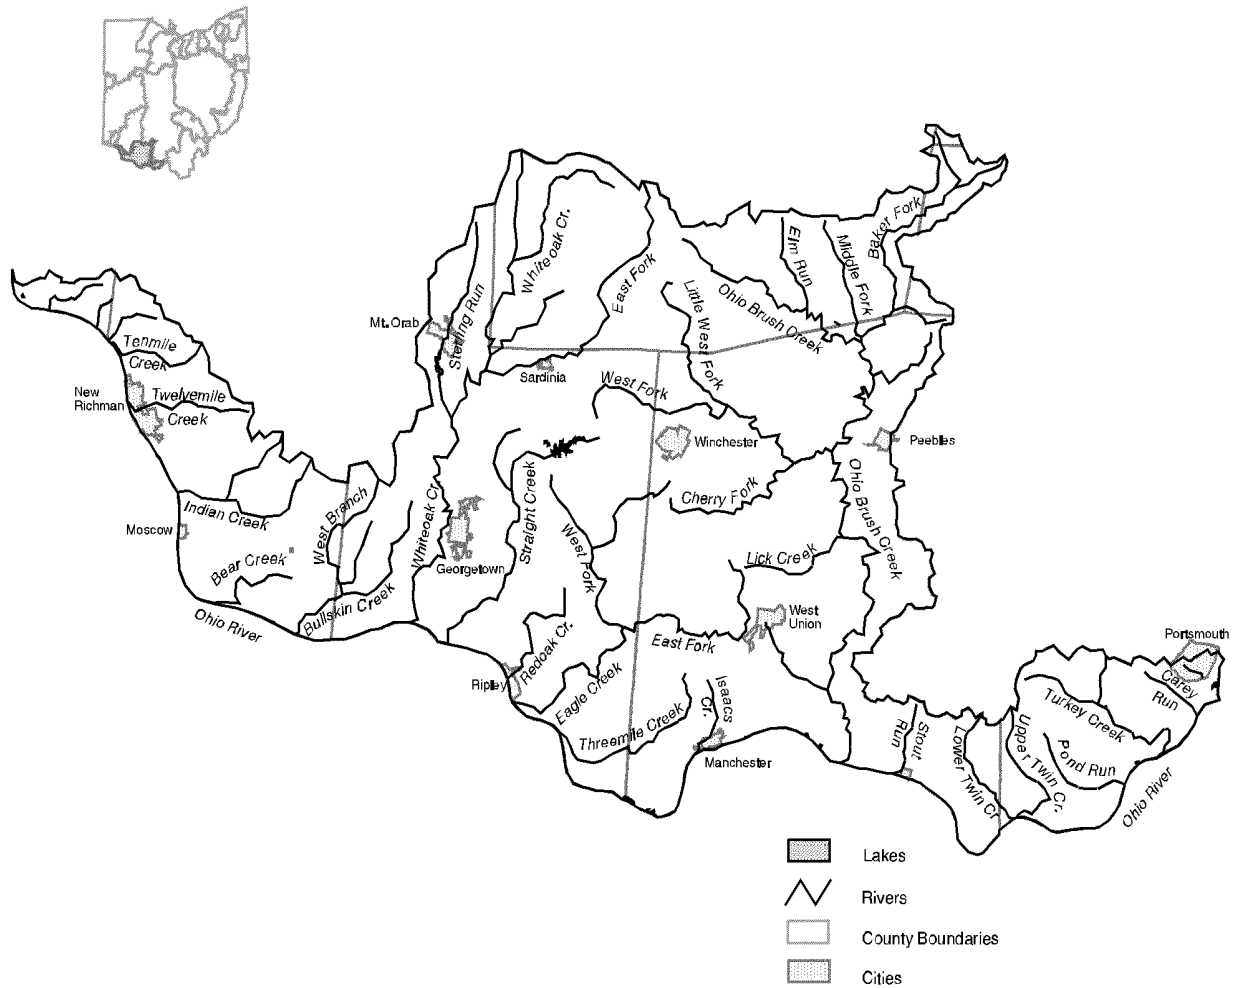 Whiteoak Cr.
East Fork
Elm Run
Middle Fork
Baker Fork
Little West Fork
Ohio Brush Creek
Mt. Orab
Sterling Run
Tenmile
Creek
Sardinia
West Fork
New
Richman
Twelvemile
Creek
Winchester
Peebles
Indian Creek
West Branch
Whiteoak Cr.
Straight Creek
Cherry Fork
Ohio Brush Creek
Moscow
Bear Creek
Georgetown
West Fork
Lick Creek
Ohio River
Bullskin Creek
West
Union
Redoak Cr.
East Fork
Portsmouth
Ripley
Eagle Creek
Isaacs
Cr.
Carey
Run
Threemile Creek
Turkey Creek
Manchester
Stout
Run
Lower Twin Cr
Upper Twin Cr.
Pond Run
Ohio River
Lakes
Rivers
County Boundaries
Cities